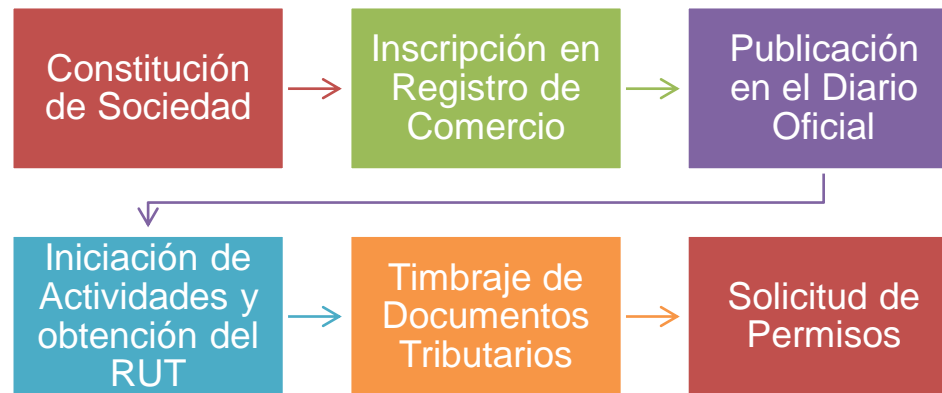 Constitución
de Sociedad
Inscripción en
Registro de
Comercio
Publicación
en el Diario
Oficial
Iniciación de
Actividades y
obtención del
RUT
Timbraje de
Documentos
Tributarios
Solicitud de
Permisos